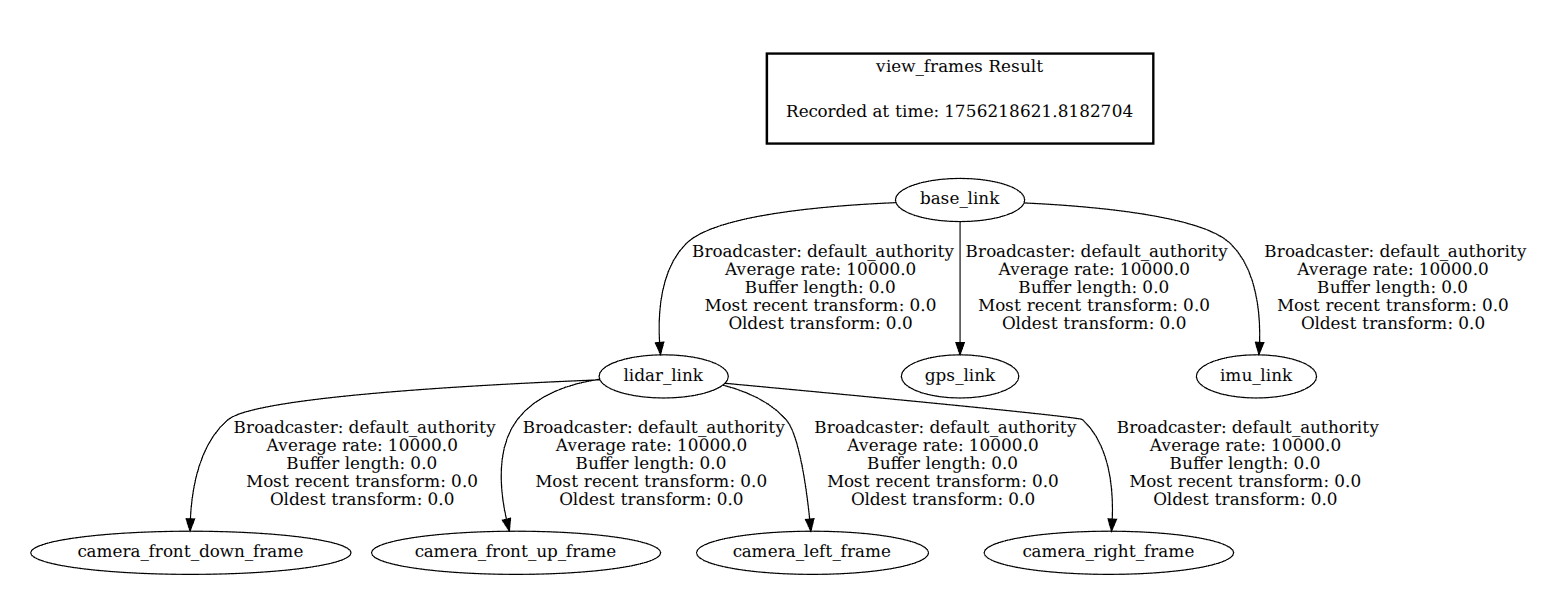 view_frames Result
Recorded at time: 1756218621.8182704
base_link
Broadcaster: default_authority
Average rate: 10000.0
Buffer length: 0.0
Most recent transform: 0.0
Oldest transform: 0.0
Broadcaster: default_authority
Average rate: 10000.0
Buffer length: 0.0
Most recent transform: 0.0
Oldest transform: 0.0
Broadcaster: default_authority
Average rate: 10000.0
Buffer length: 0.0
Most recent transform: 0.0
Oldest transform: 0.0
lidar_link
gps_link
imu_link
Broadcaster: default_authority
Average rate: 10000.0
Buffer length: 0.0
Most recent transform: 0.0
Oldest transform: 0.0
Broadcaster: default_authority
Average rate: 10000.0
Buffer length: 0.0
Most recent transform: 0.0
Oldest transform: 0.0
Broadcaster: default_authority
Average rate: 10000.0
Buffer length: 0.0
Most recent transform: 0.0
Oldest transform: 0.0
Broadcaster: default_authority
Average rate: 10000.0
Buffer length: 0.0
Most recent transform: 0.0
Oldest transform: 0.0
camera_front_down_frame
camera_front_up_frame
camera_left_frame
camera_right_frame